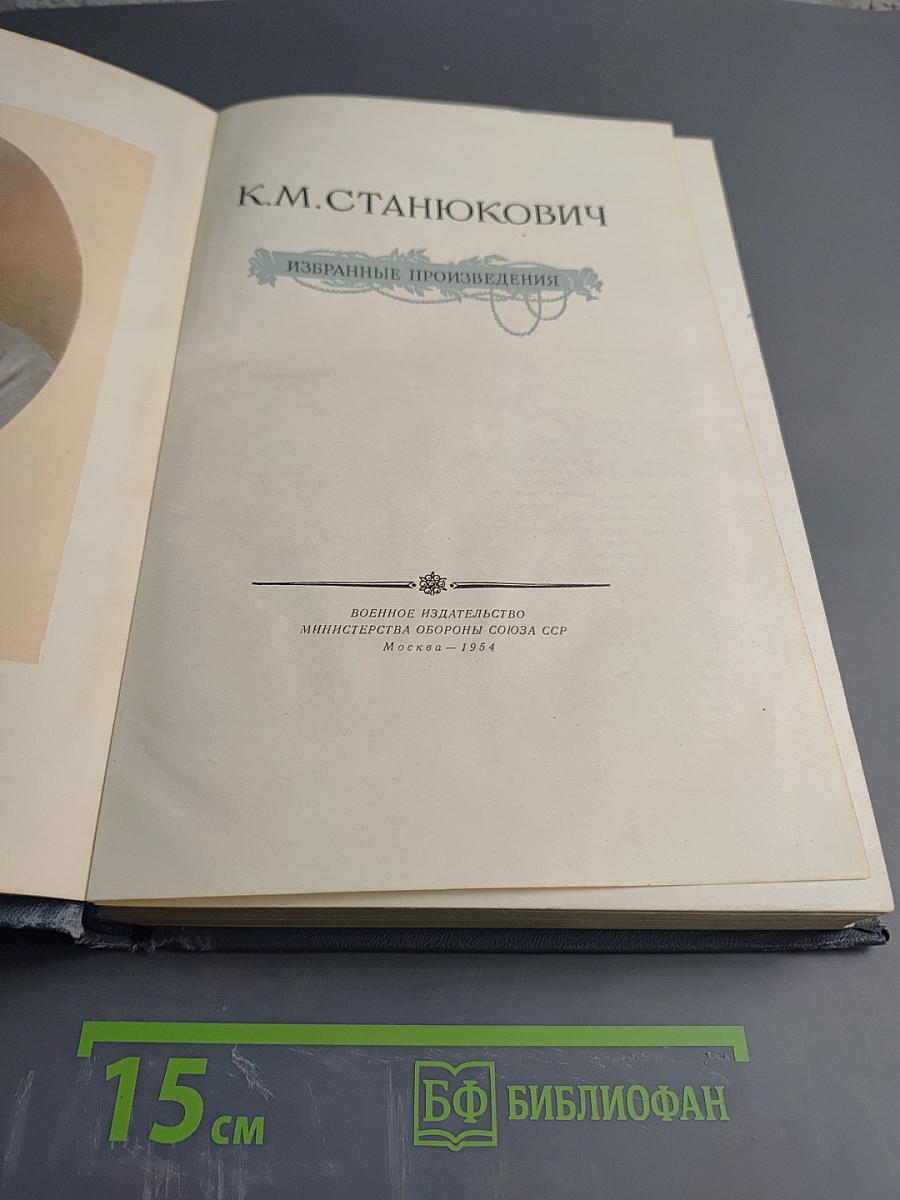 К. М. СТАНЮКОВИЧ
ИЗБРАННЫЕ ПРОИЗВЕДЕНИЯ
ВОЕННОЕ ИЗДАТЕЛЬСТВО
МИНИСТЕРСТВА ОБОРОНЫ СОЮЗА ССР
Москва — 1954
15 см
БФ БИБЛИОФАН